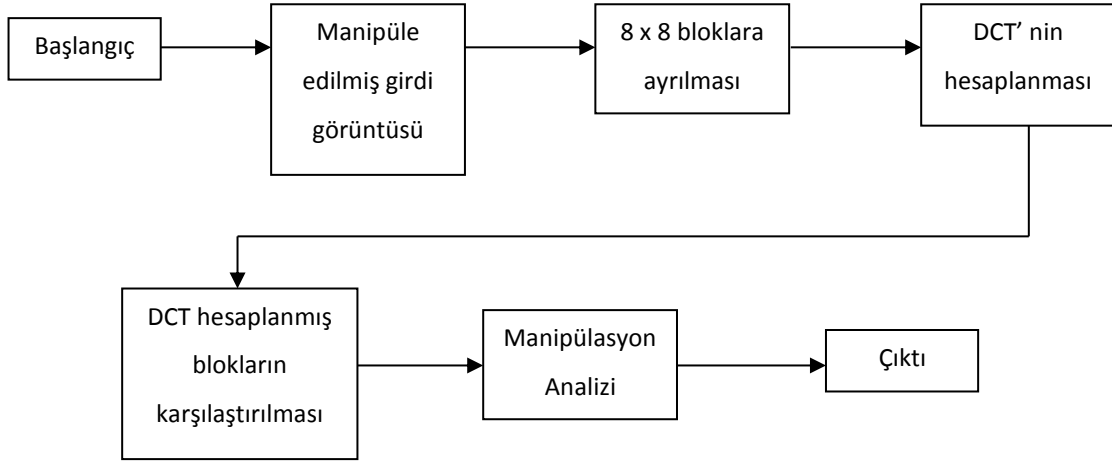 Başlangıç
Manipüle
edilmiş girdi
görüntüsü
8 x 8 bloklara
ayrılması
DCT’ nin
hesaplanması
DCT hesaplanmış
blokların
karşılaştırılması
Manipülasyon
Analizi
Çıktı